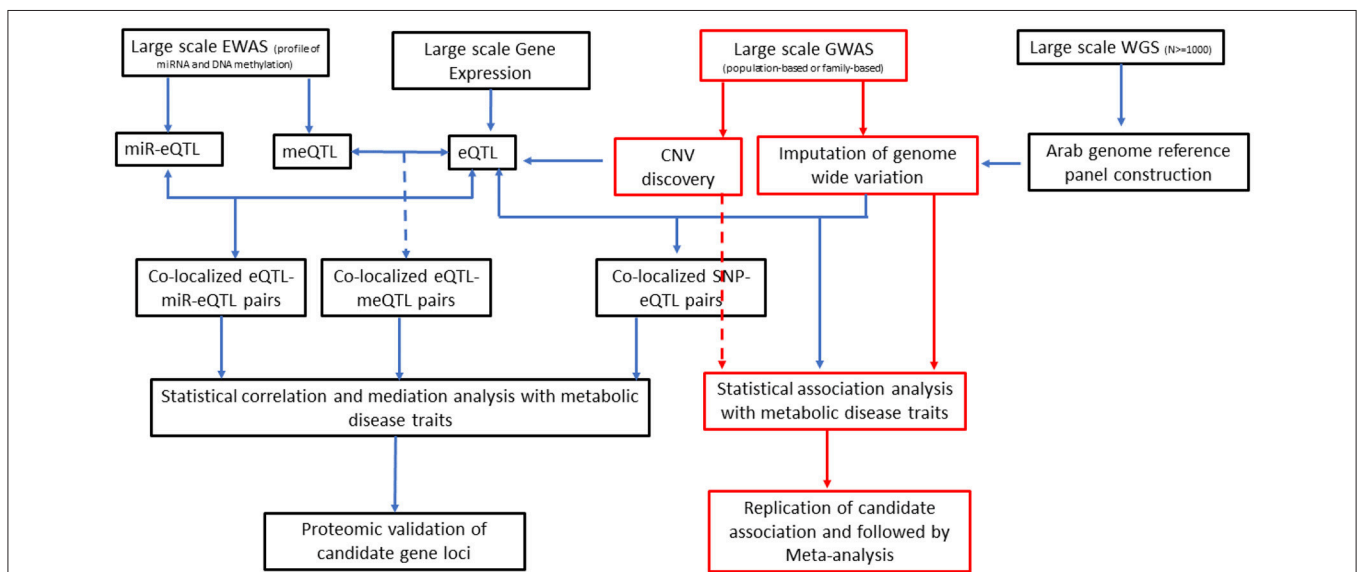 Large scale EWAS (profile of
miRNA and DNA methylation)
Large scale Gene
Expression
Large scale GWAS
(population-based or family-based)
Large scale WGS (N>=1000)
miR-eQTL
meQTL
eQTL
CNV
discovery
Imputation of genome
wide variation
Arab genome reference
panel construction
Co-localized eQTL-
miR-eQTL pairs
Co-localized eQTL-
meQTL pairs
Co-localized SNP-
eQTL pairs
Statistical correlation and mediation analysis with metabolic
disease traits
Statistical association analysis
with metabolic disease traits
Proteomic validation of
candidate gene loci
Replication of candidate
association and followed by
Meta-analysis